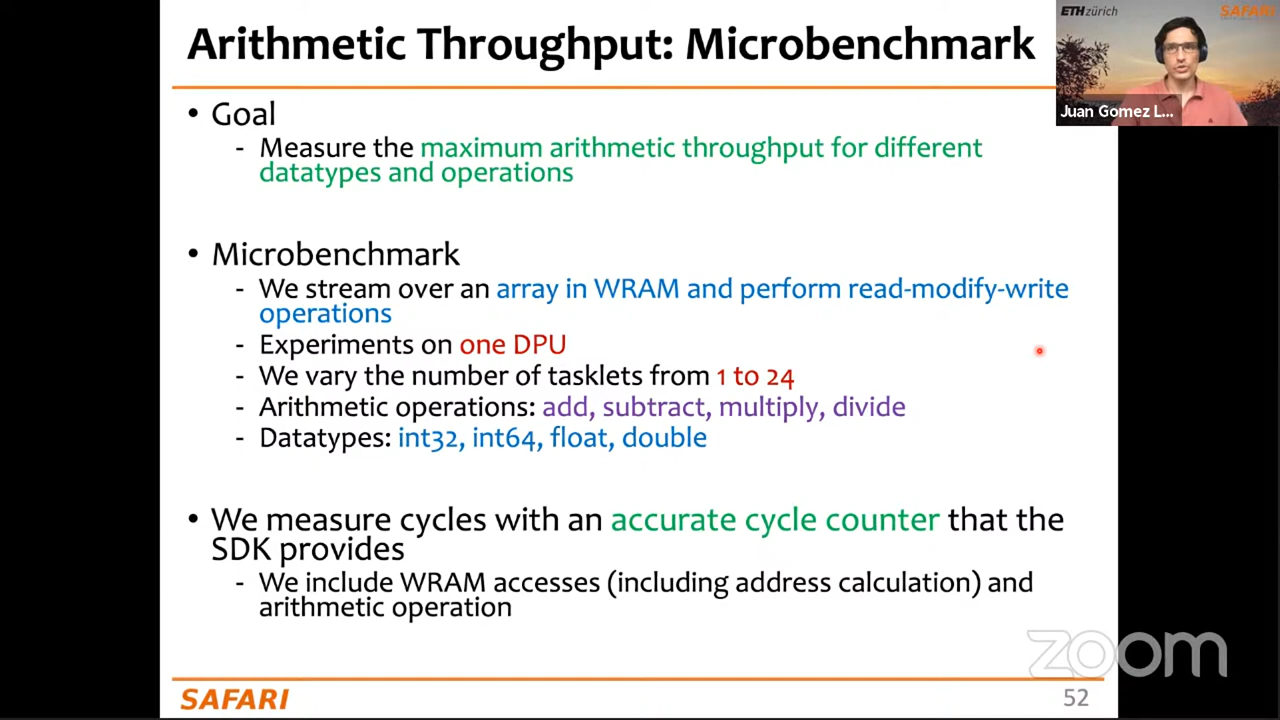 Arithmetic Throughput: Microbenchmark
ETH zürich
SAFARI
Juan Gomez L...
• Goal
- Measure the maximum arithmetic throughput for different
datatypes and operations
• Microbenchmark
- We stream over an array in WRAM and perform read-modify-write
operations
- Experiments on one DPU
- We vary the number of tasklets from 1 to 24
- Arithmetic operations: add, subtract, multiply, divide
- Datatypes: int32, int64, float, double
• We measure cycles with an accurate cycle counter that the
SDK provides
- We include WRAM accesses (including address calculation) and
arithmetic operation
zoom
SAFARI
52